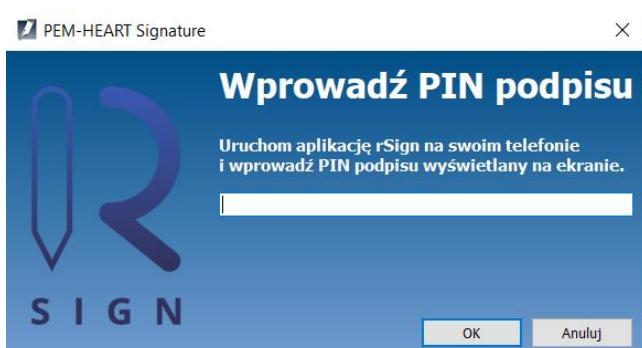 PEM-HEART Signature
Wprowadź PIN podpisu
Uruchom aplikację rSign na swoim telefonie
i wprowadź PIN podpisu wyświetlany na ekranie.
R
SIGN
OK
Anuluj